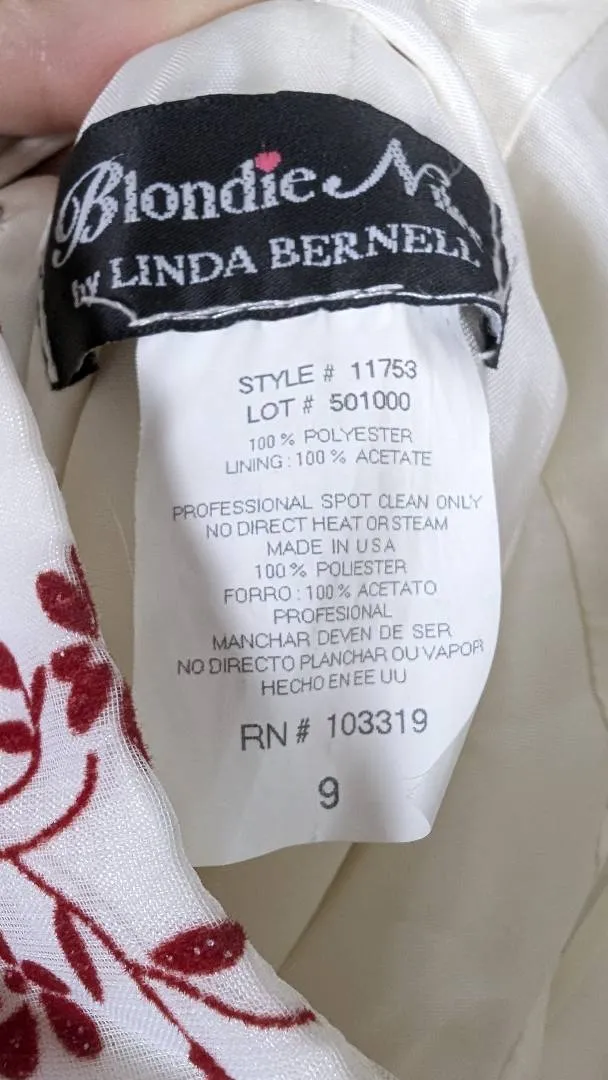 Blondie
by LINDA BERNELL
STYLE # 11753
LOT # 501000
100 % POLYESTER
LINING : 100 % ACETATE
PROFESSIONAL SPOT CLEAN ONLY
NO DIRECT HEAT OR STEAM
MADE IN USA
100 % POLIESTER
FORRO : 100 % ACETATO
PROFESIONAL
MANCHAR DEVEN DE SER
NO DIRECTO PLANCHAR OU VAPOR
HECHO EN EE UU
RN # 103319
9